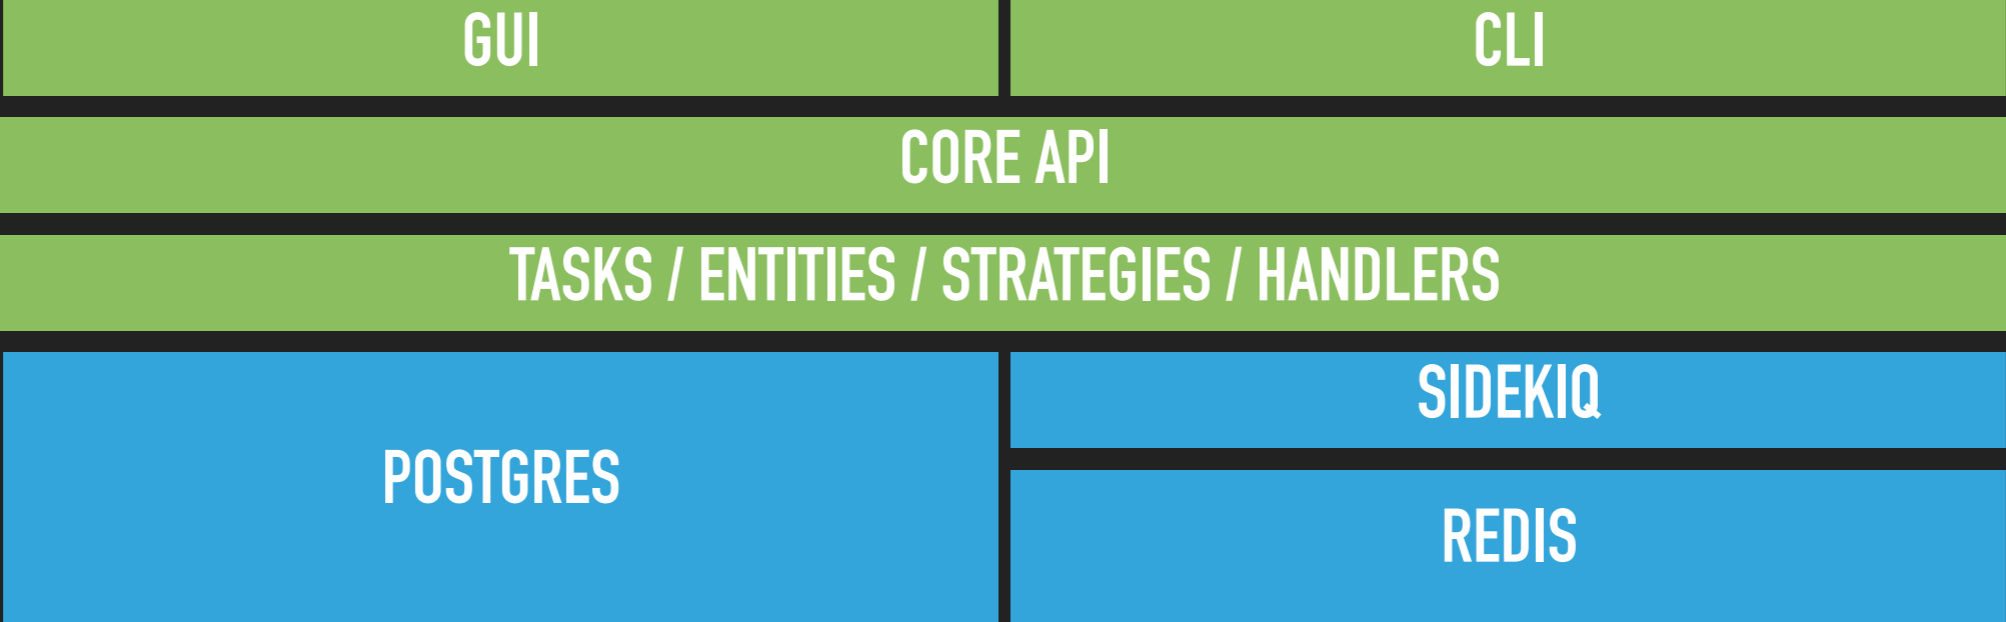 GUI
CLI
CORE API
TASKS / ENTITIES / STRATEGIES / HANDLERS
POSTGRES
SIDEKIQ
REDIS